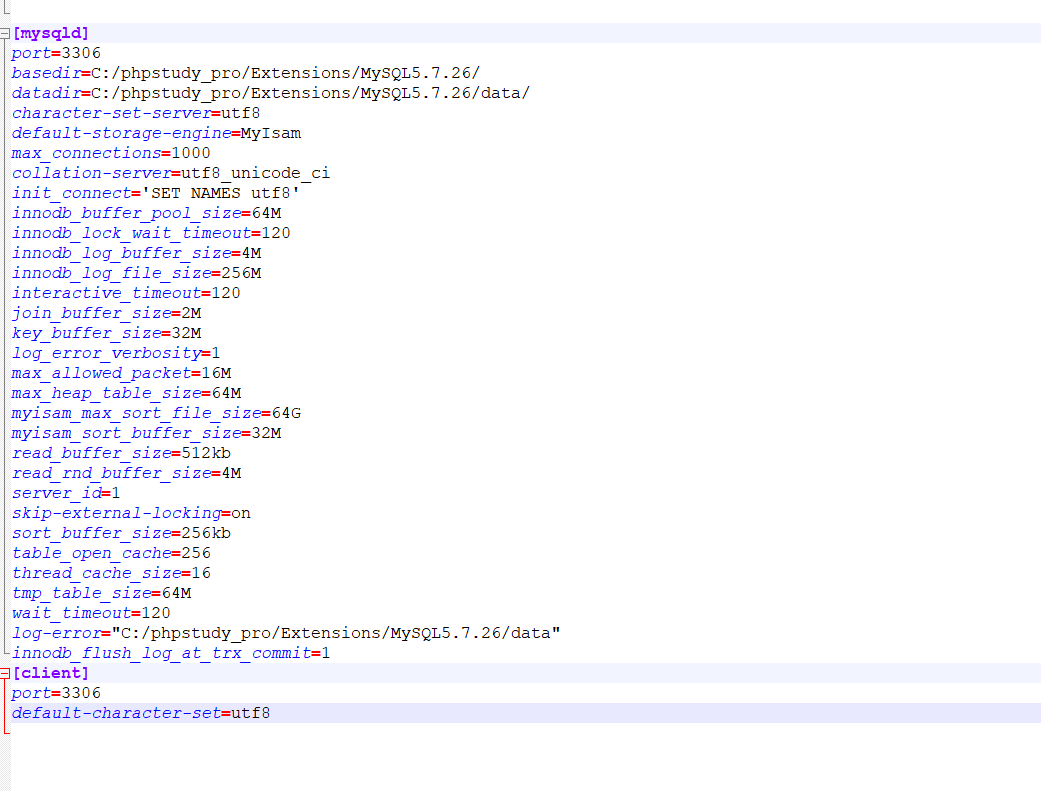 [mysqld]
port=3306
basedir=C:/phpstudy_pro/Extensions/MySQL5.7.26/
datadir=C:/phpstudy_pro/Extensions/MySQL5.7.26/data/
character-set-server=utf8
default-storage-engine=MyIsam
max_connections=1000
collation-server=utf8_unicode_ci
init_connect='SET NAMES utf8'
innodb_buffer_pool_size=64M
innodb_lock_wait_timeout=120
innodb_log_buffer_size=4M
innodb_log_file_size=256M
interactive_timeout=120
join_buffer_size=2M
key_buffer_size=32M
log_error_verbosity=1
max_allowed_packet=16M
max_heap_table_size=64M
myisam_max_sort_file_size=64G
myisam_sort_buffer_size=32M
read_buffer_size=512kb
read_rnd_buffer_size=4M
server_id=1
skip-external-locking=on
sort_buffer_size=256kb
table_open_cache=256
thread_cache_size=16
tmp_table_size=64M
wait_timeout=120
log-error="C:/phpstudy_pro/Extensions/MySQL5.7.26/data"
innodb_flush_log_at_trx_commit=1
[client]
port=3306
default-character-set=utf8